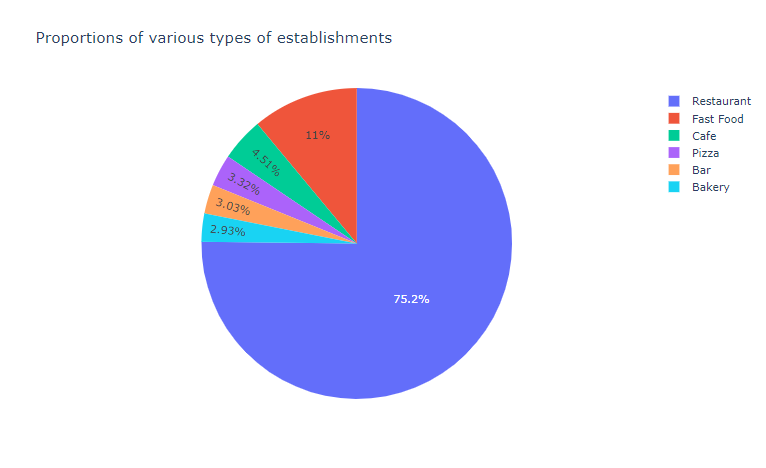 Proportions of various types of establishments
Restaurant
Fast Food
Cafe
Pizza
Bar
Bakery
11%
4.51%
3.32%
3.03%
2.93%
75.2%